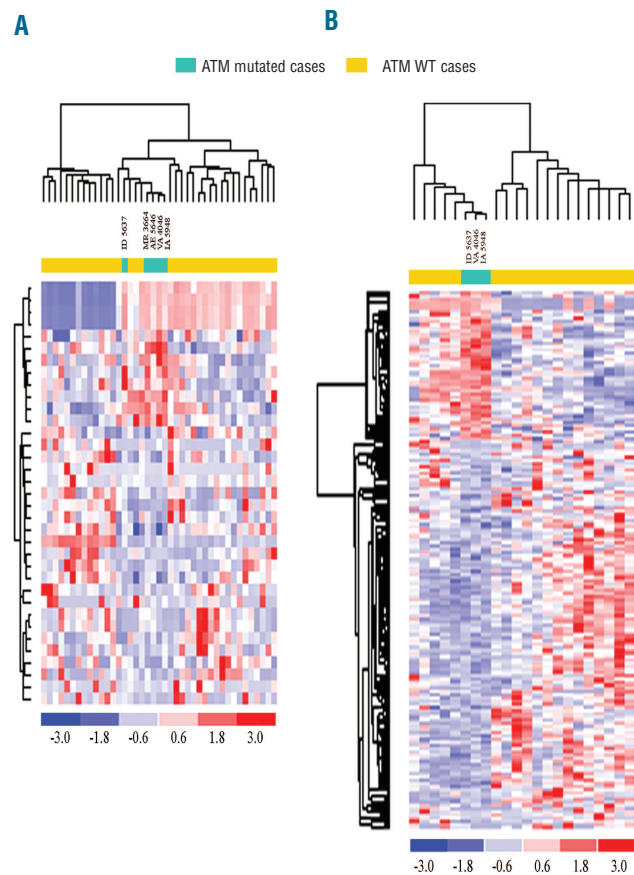 A
B
ATM mutated cases
ATM WT cases
ID 5637
MR 3664
AE 5646
VA 4046
IA 5948
ID 5637
VA 4046
IA 5948
-3.0 -1.8 -0.6 0.6 1.8 3.0
-3.0 -1.8 -0.6 0.6 1.8 3.0